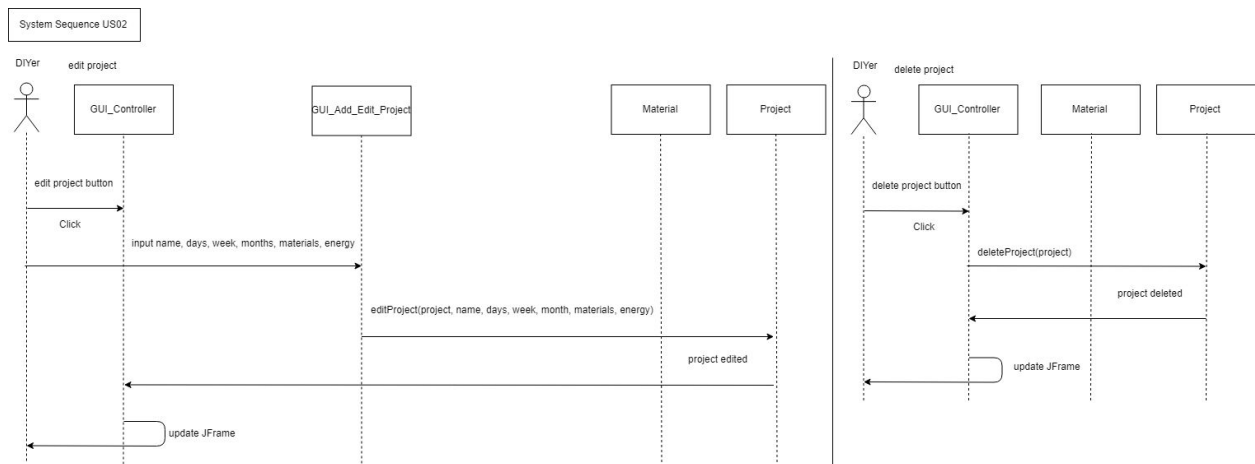 System Sequence US02
DIYer
edit project
GUI_Controller
GUI_Add_Edit_Project
Material
Project
edit project button
Click
input name, days, week, months, materials, energy
editProject(project, name, days, week, month, materials, energy)
project edited
update JFrame
DIYer
delete project
GUI_Controller
Material
Project
delete project button
Click
deleteProject(project)
project deleted
update JFrame